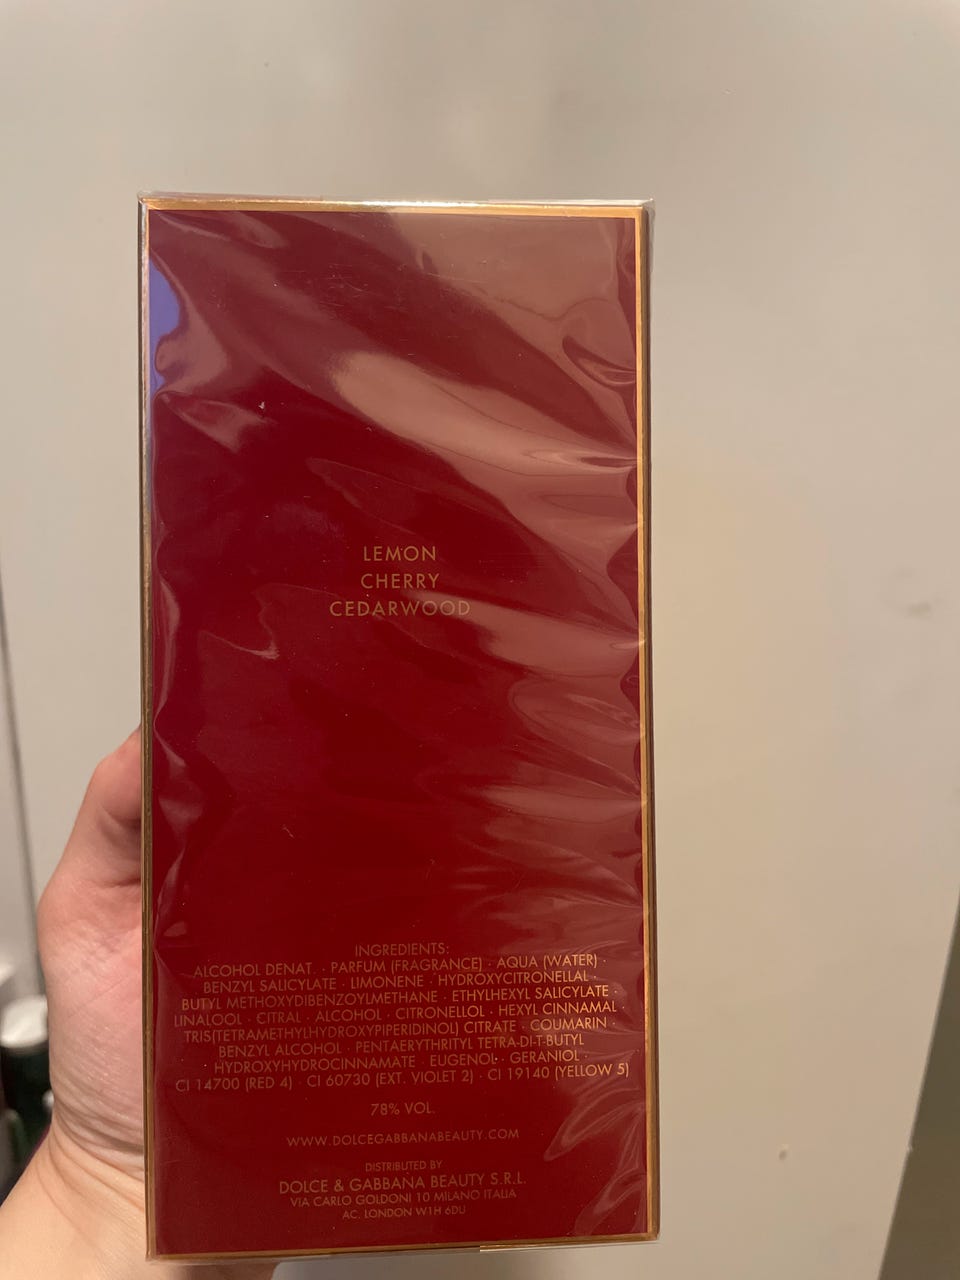 LEMON
CHERRY
CEDARWOOD
INGREDIENTS:
ALCOHOL DENAT. · PARFUM (FRAGRANCE) · AQUA (WATER) ·
BENZYL SALICYLATE · LIMONENE · HYDROXYCITRONELLAL ·
BUTYL METHOXYDIBENZOYLMETHANE · ETHYLHEXYL SALICYLATE ·
LINALOOL · CITRAL · ALCOHOL · CITRONELLOL · HEXYL CINNAMAL
TRIS(TETRAMETHYLHYDROXYPIPERIDINOL) CITRATE · COUMARIN ·
BENZYL ALCOHOL · PENTAERYTHRITYL TETRA-DI-T-BUTYL
HYDROXYHYDROCINNAMATE · EUGENOL · GERANIOL ·
CI 14700 (RED 4) · CI 60730 (EXT. VIOLET 2) · CI 19140 (YELLOW 5)
78% VOL.
WWW.DOLCEGABBANABEAUTY.COM
DISTRIBUTED BY
DOLCE & GABBANA BEAUTY S.R.L.
VIA CARLO GOLDONI 10 MILANO ITALIA
AC. LONDON W1H 6DU